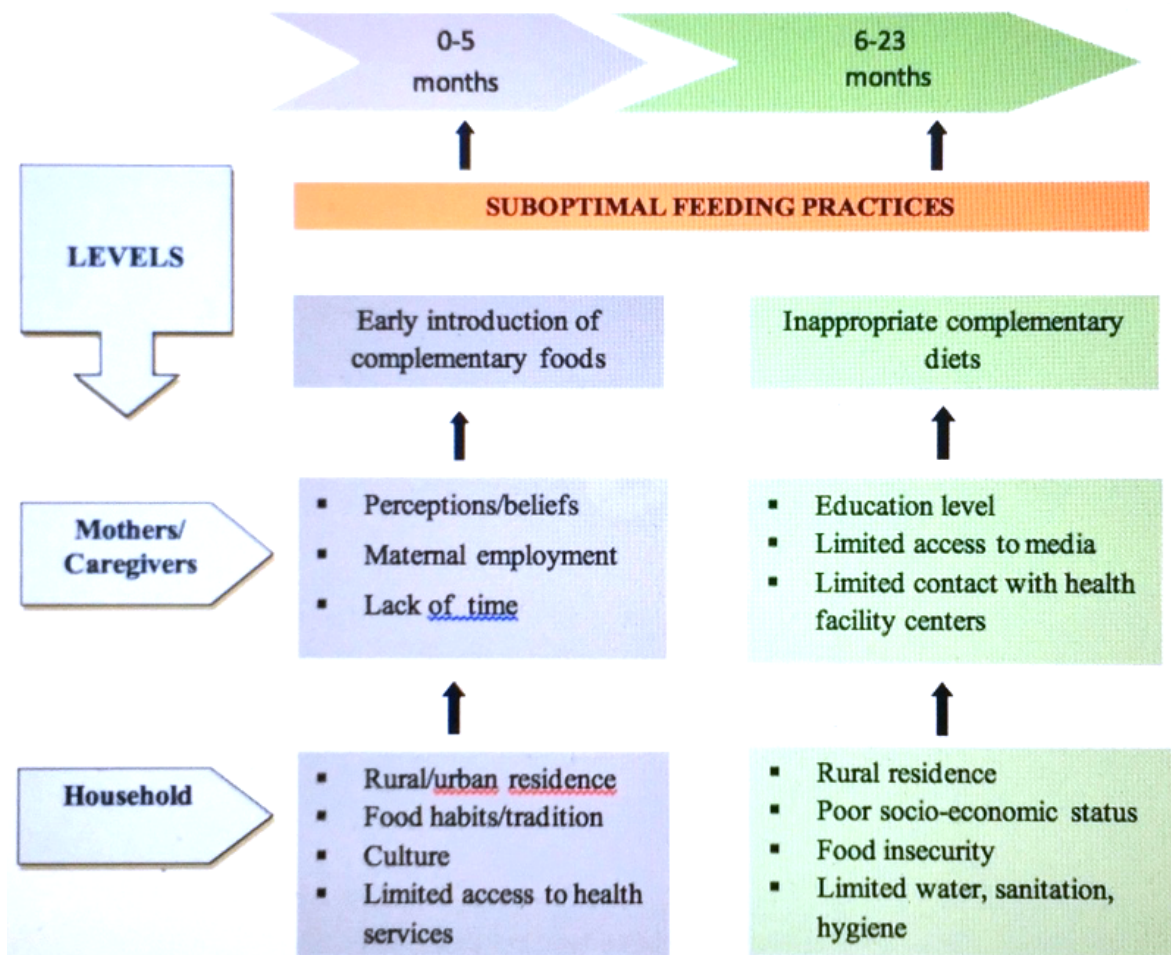 0-5
months
6-23
months
SUBOPTIMAL FEEDING PRACTICES
LEVELS
Early introduction of
complementary foods
Inappropriate complementary
diets
Mothers/
Caregivers
▪ Perceptions/beliefs
▪ Maternal employment
▪ Lack of time
▪ Education level
▪ Limited access to media
▪ Limited contact with health
facility centers
Household
▪ Rural/urban residence
▪ Food habits/tradition
▪ Culture
▪ Limited access to health
services
▪ Rural residence
▪ Poor socio-economic status
▪ Food insecurity
▪ Limited water, sanitation,
hygiene